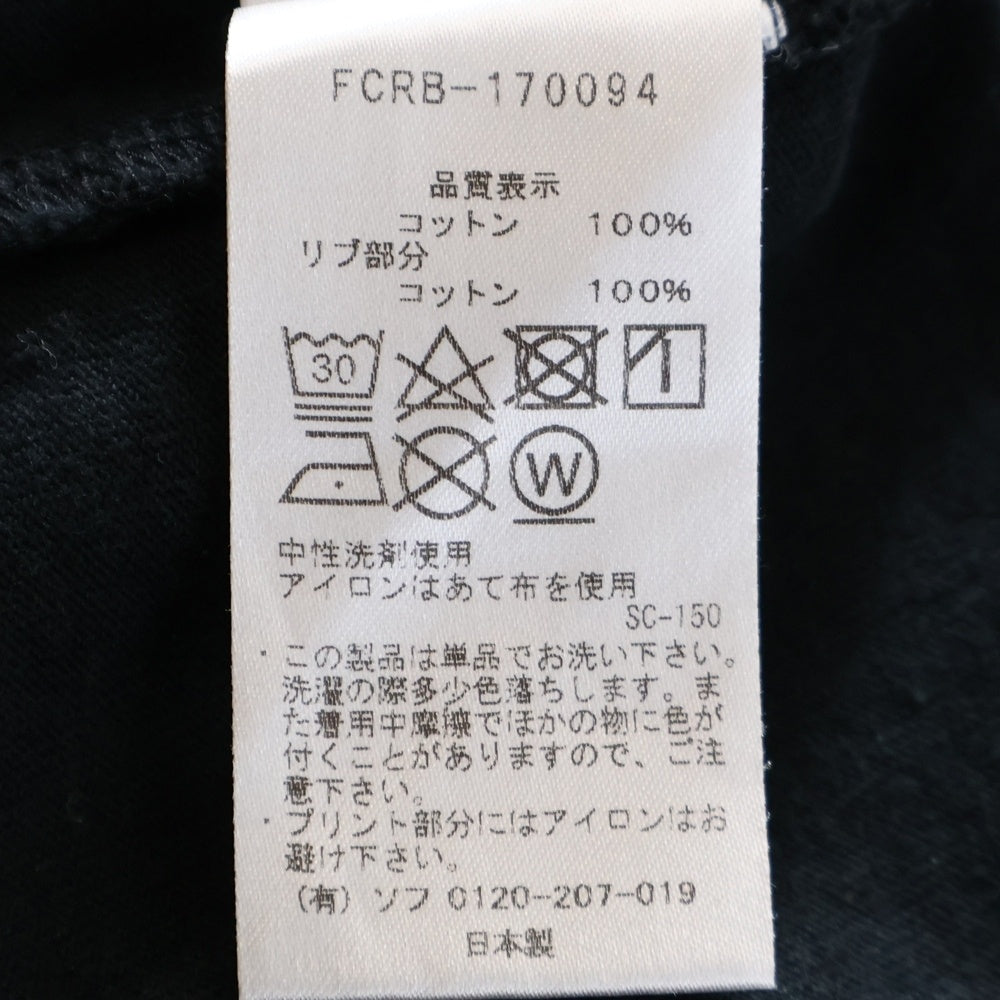 FCRB-170094
品質表示
コットン 100%
リブ部分
コットン 100%
30
W
中性洗剤使用
アイロンはあて布を使用
SC-150
この製品は単品でお洗い下さい。
洗濯の際多少色落ちします。ま
た着用中摩擦でほかの物に色が
付くことがありますので、ご注
意下さい。
プリント部分にはアイロンはお
避け下さい。
(有) ソフ 0120-207-019
日本製